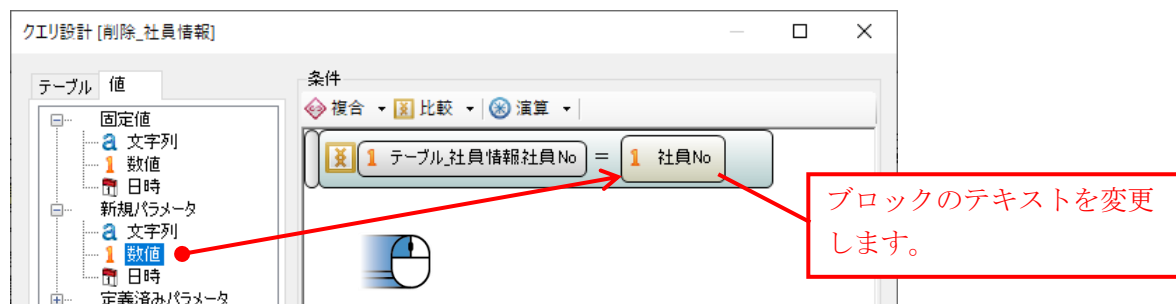 クエリ設計 [削除_社員情報]
テーブル 値
固定値
文字列
数値
日時
新規パラメータ
文字列
数値
日時
定義済みパラメータ
条件
複合 比較 演算
テーブル_社員情報.社員No = 社員No
ブロックのテキストを変更
します。